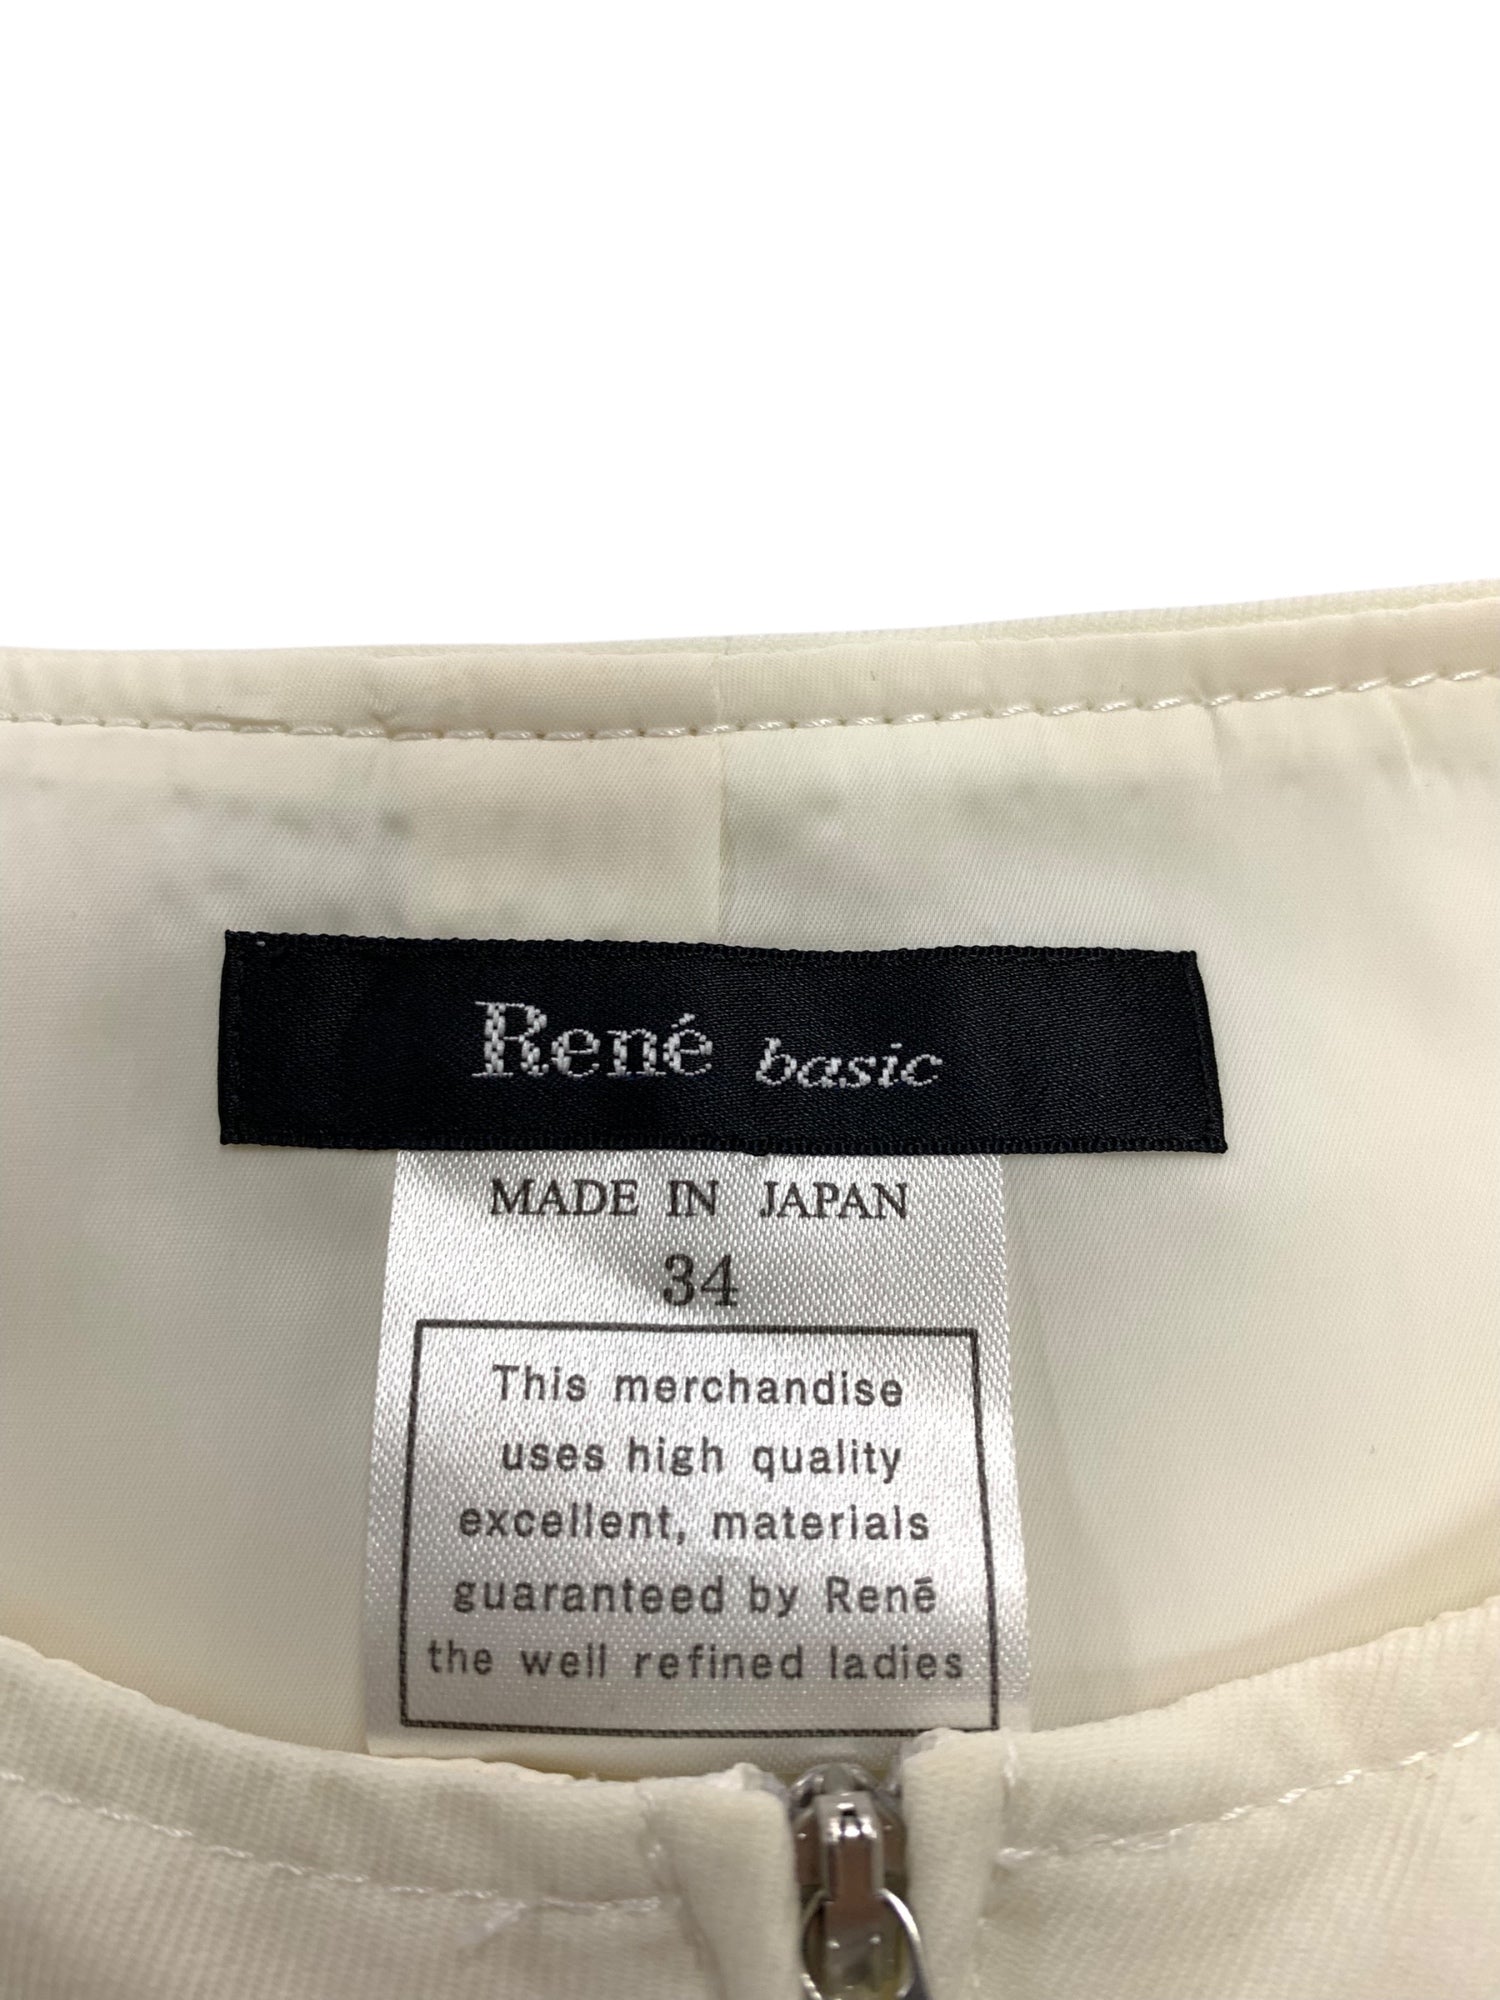 René basic
MADE IN JAPAN
34
This merchandise
uses high quality
excellent, materials
guaranteed by Renē
the well refined ladies